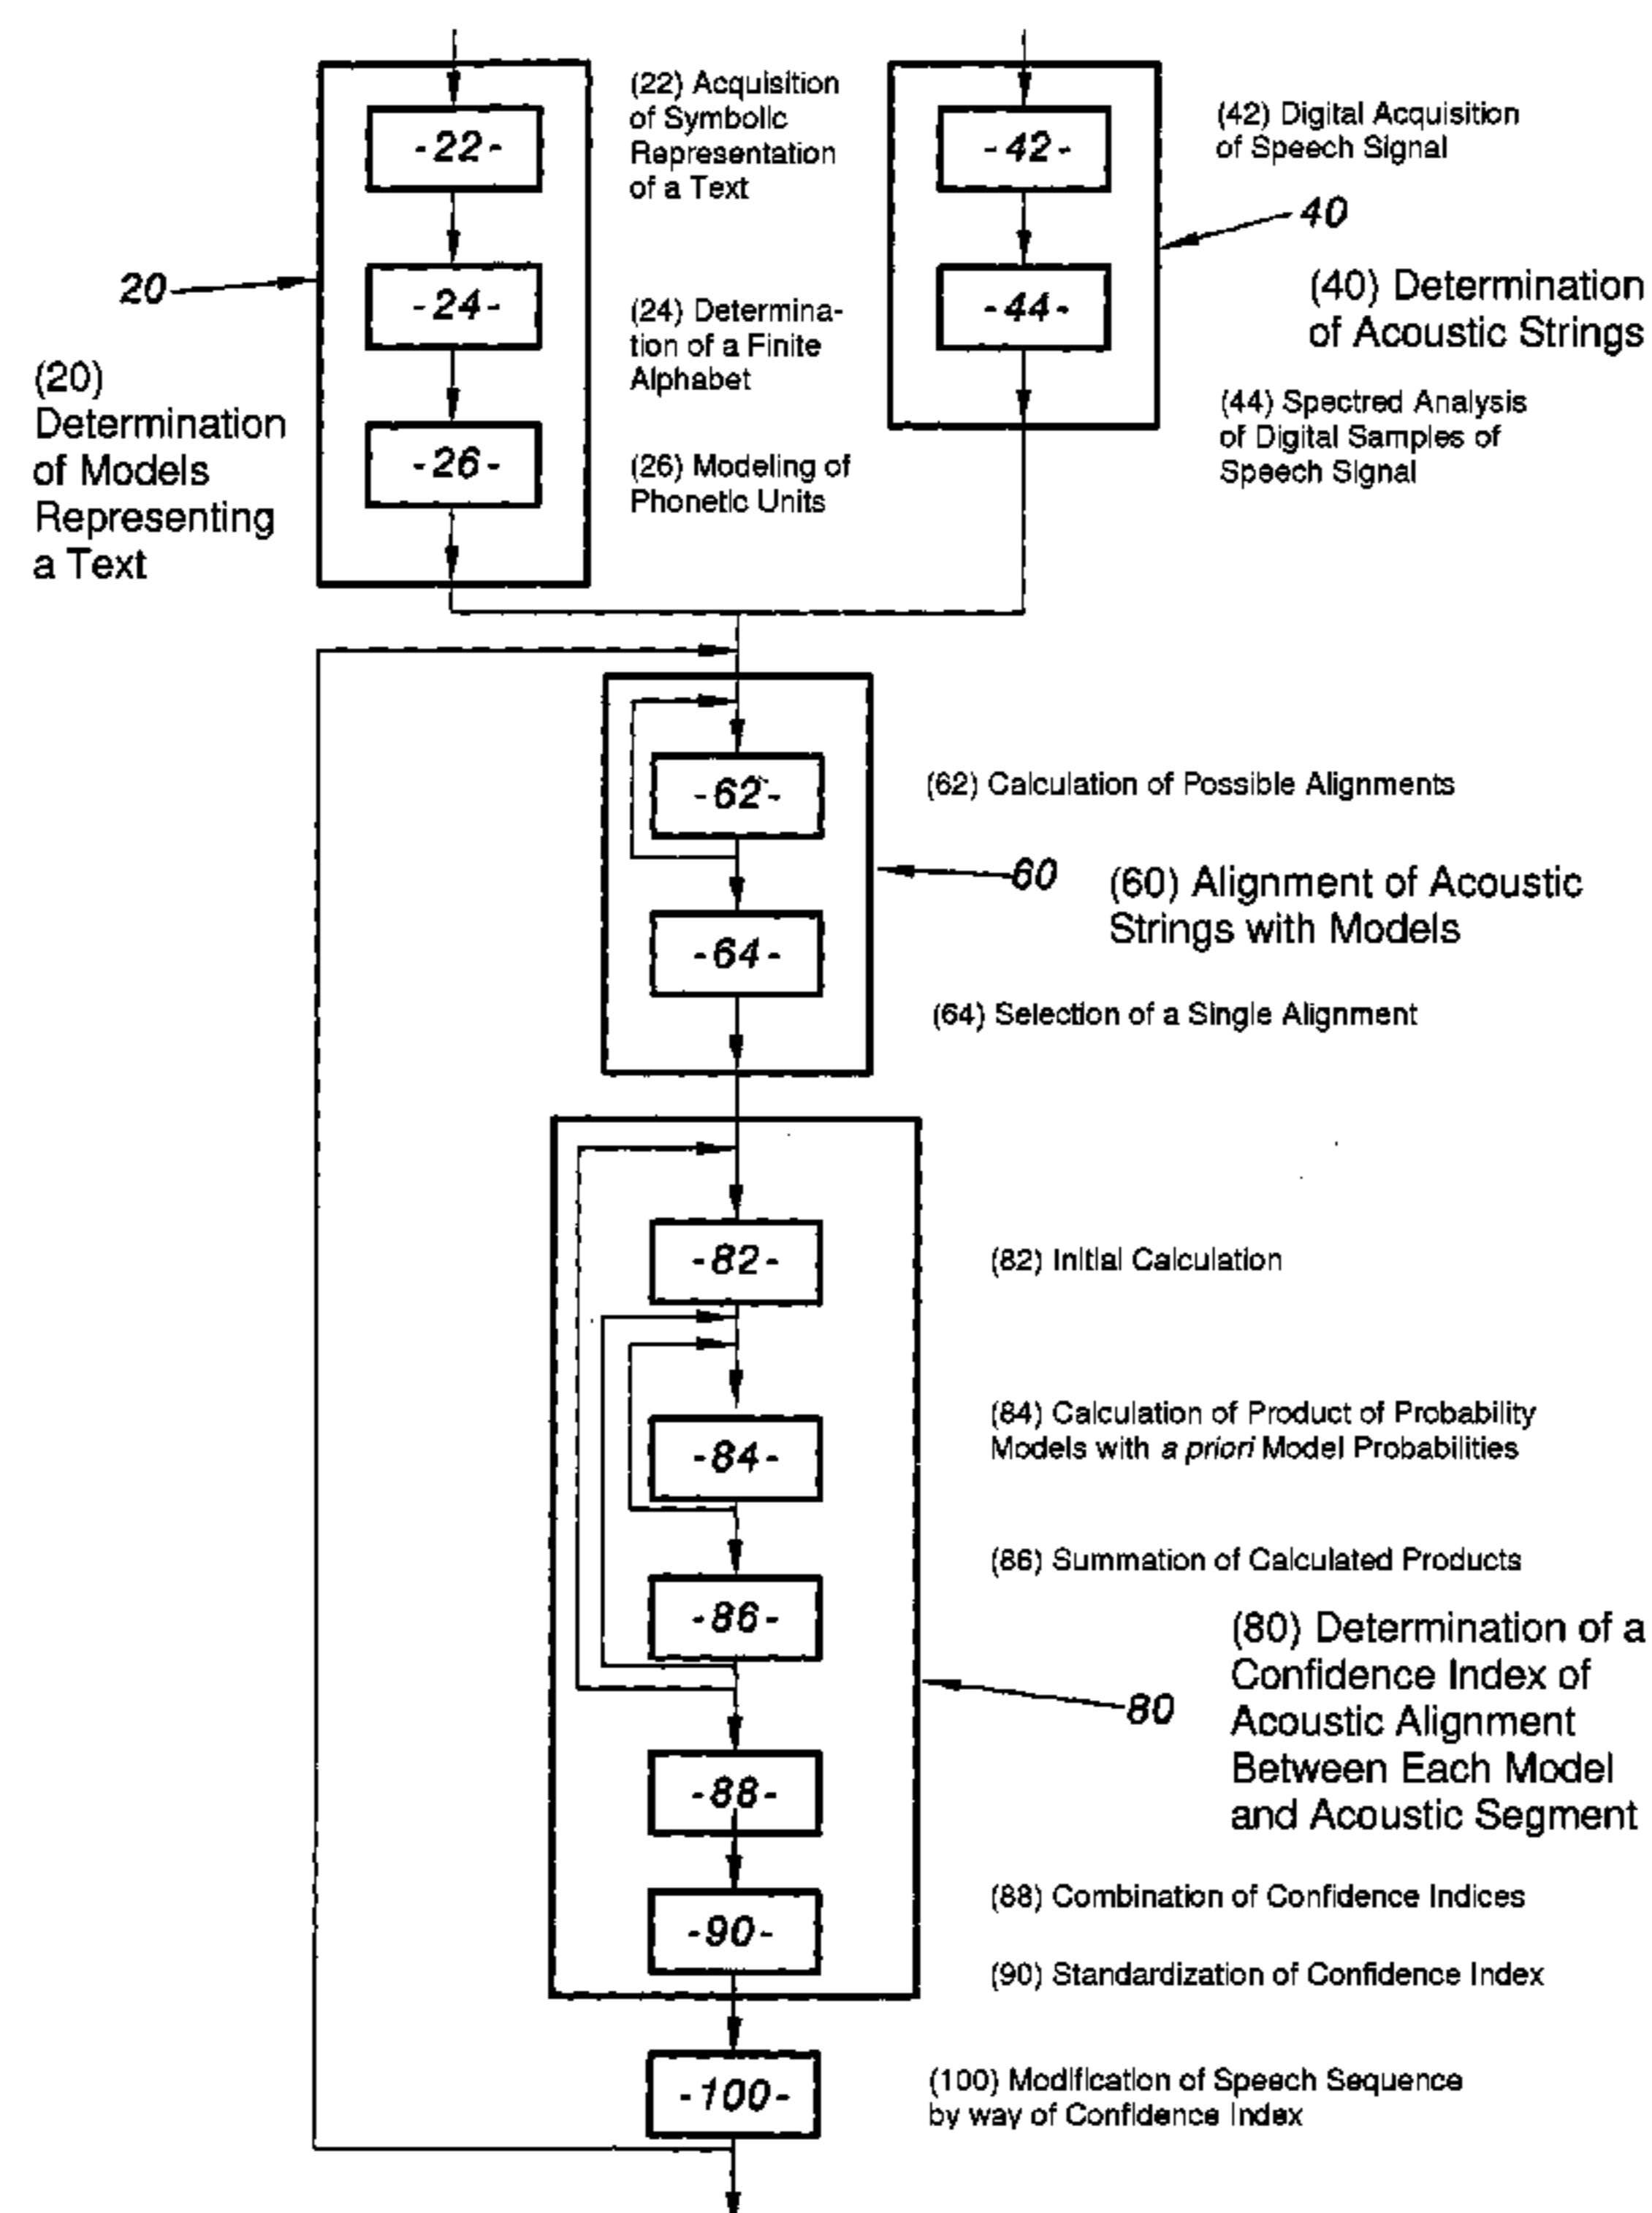 (22) Acquisition
of Symbolic
Representation
of a Text
-22-
(24) Determina-
tion of a Finite
Alphabet
-24-
(26) Modeling of
Phonetic Units
-26-
20
(20)
Determination
of Models
Representing
a Text
(42) Digital Acquisition
of Speech Signal
-42-
40
(40) Determination
of Acoustic Strings
-44-
(44) Spectred Analysis
of Digital Samples of
Speech Signal
-62-
(62) Calculation of Possible Alignments
60
(60) Alignment of Acoustic
Strings with Models
-64-
(64) Selection of a Single Alignment
-82-
(82) Initial Calculation
-84-
(84) Calculation of Product of Probability
Models with a priori Model Probabilities
-86-
(86) Summation of Calculated Products
80
(80) Determination of a
Confidence Index of
Acoustic Alignment
Between Each Model
and Acoustic Segment
-88-
(88) Combination of Confidence Indices
-90-
(90) Standardization of Confidence Index
-100-
(100) Modification of Speech Sequence
by way of Confidence Index